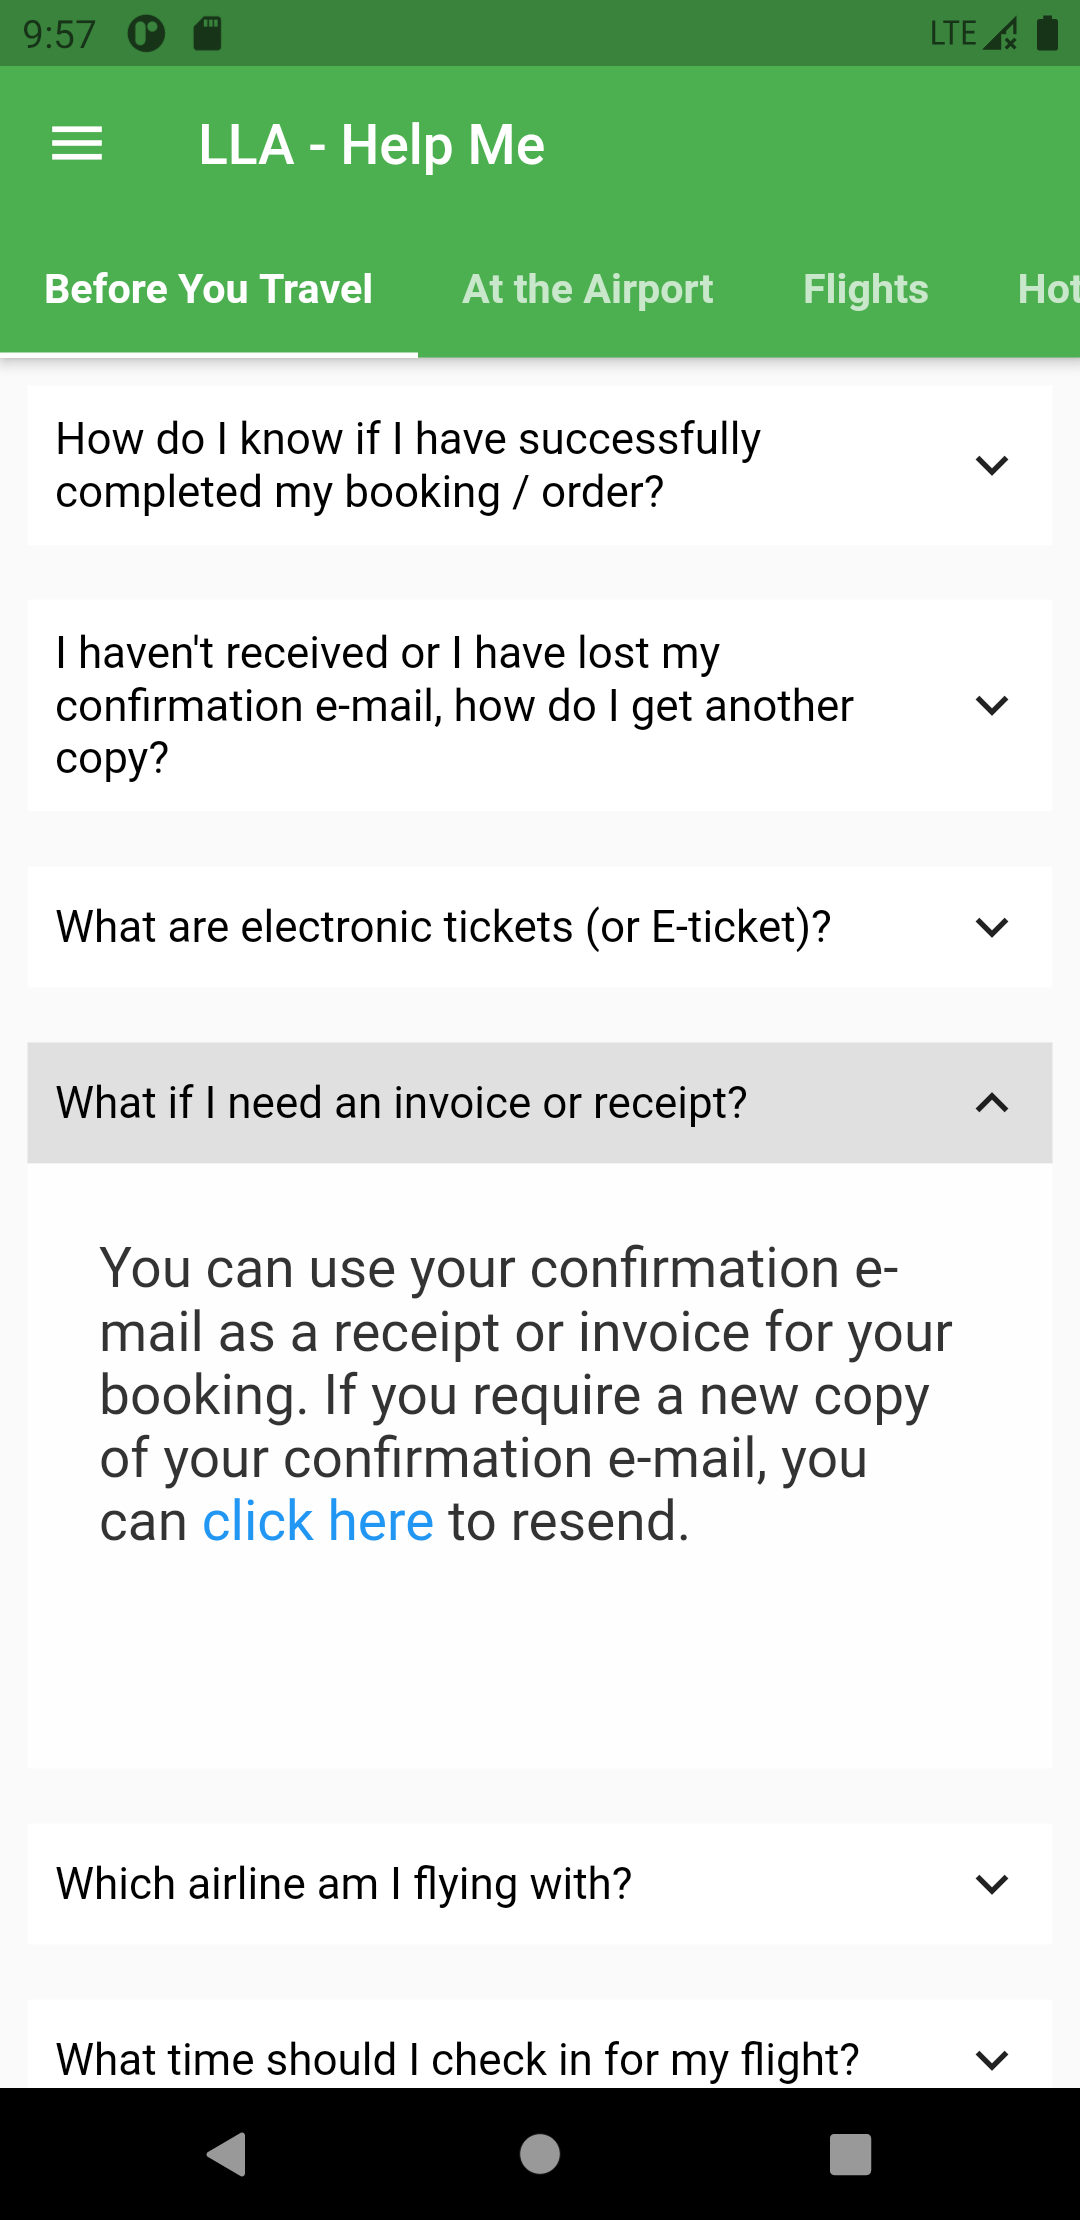 9:57
LTE
LLA - Help Me
Before You Travel
At the Airport
Flights
Hot
How do I know if I have successfully
completed my booking / order?
I haven't received or I have lost my
confirmation e-mail, how do I get another
copy?
What are electronic tickets (or E-ticket)?
What if I need an invoice or receipt?
You can use your confirmation e-
mail as a receipt or invoice for your
booking. If you require a new copy
of your confirmation e-mail, you
can click here to resend.
Which airline am I flying with?
What time should I check in for my flight?